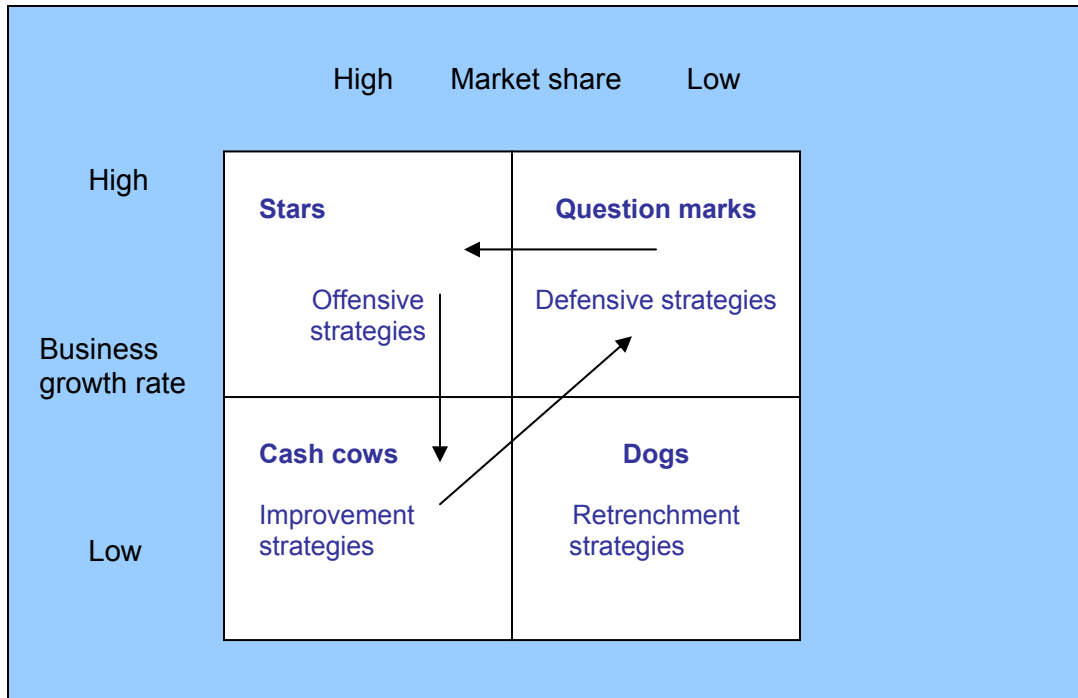 High Market share Low
High
Stars
Question marks
Offensive
strategies
Defensive strategies
Business
growth rate
Cash cows
Dogs
Improvement
strategies
Retrenchment
strategies
Low